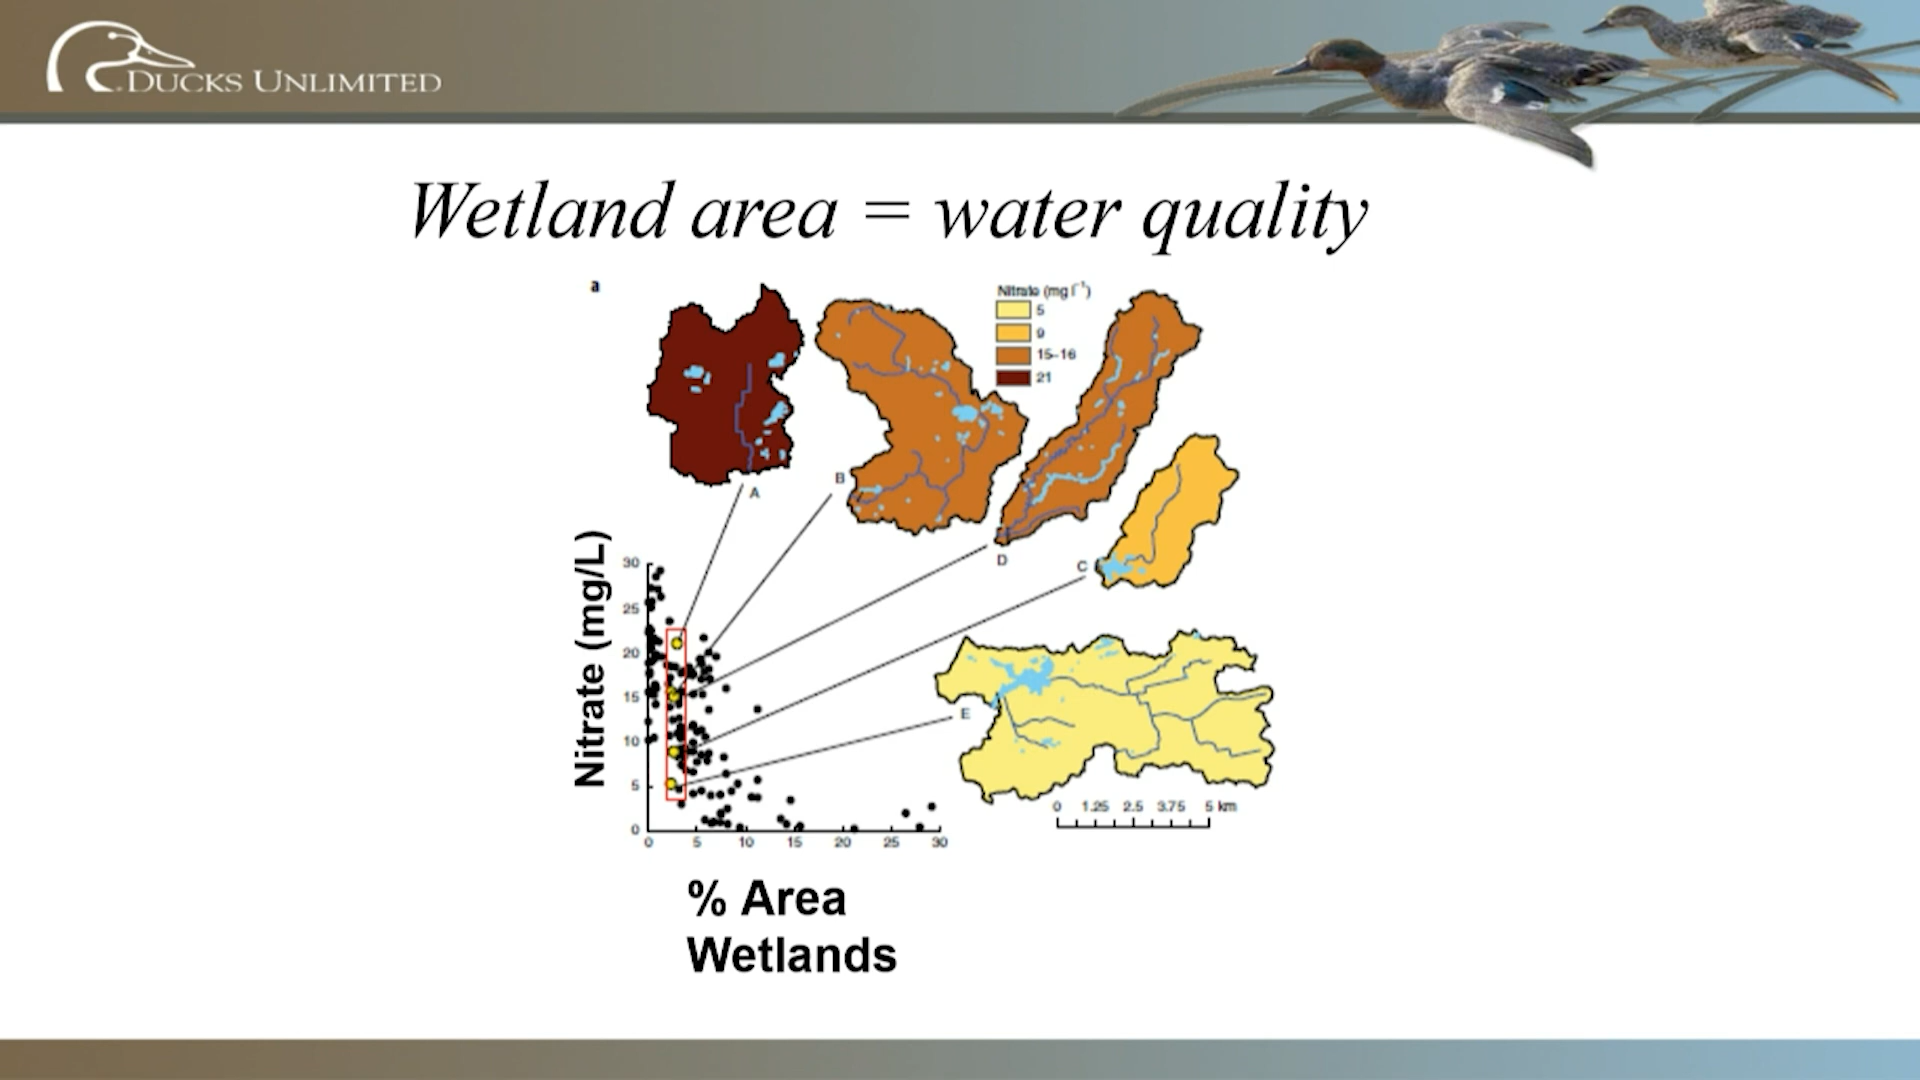 DUCKS UNLIMITED
Wetland area = water quality
a
Nitrate (mg l⁻¹)
5
9
15–16
21
A
B
D
C
E
Nitrate (mg/L)
30
25
20
15
10
5
0
0 5 10 15 20 25 30
0 1.25 2.5 3.75 5 km
% Area
Wetlands